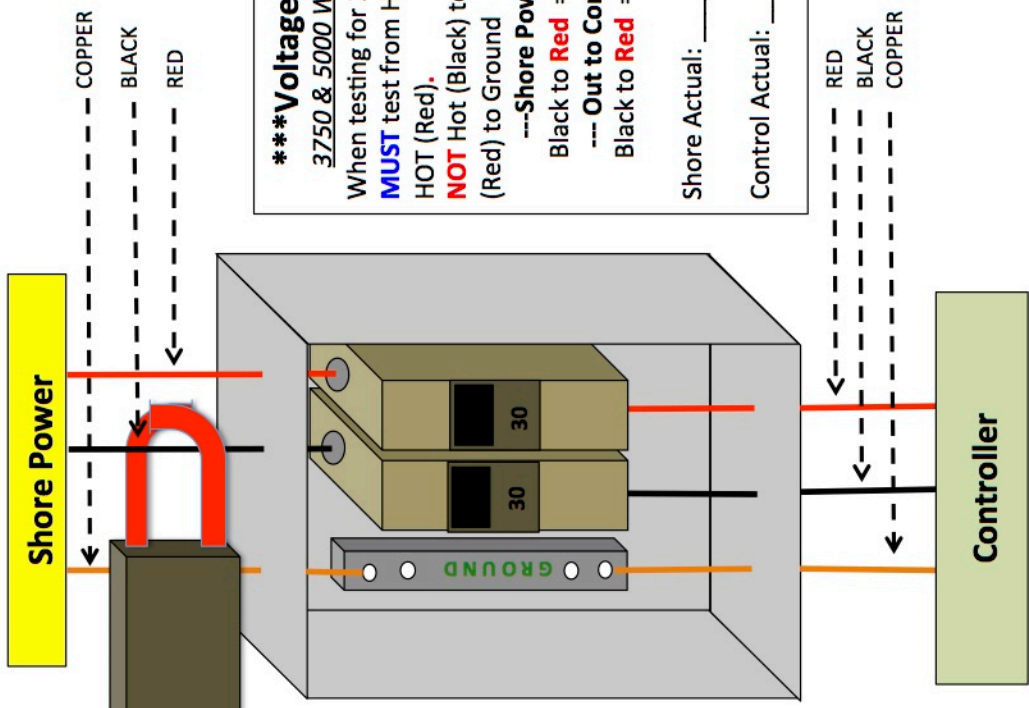 Shore Power
COPPER
BLACK
RED
***Voltage
3750 & 5000 W
When testing for
MUST test from H
HOT (Red).
NOT Hot (Black) to
(Red) to Ground
---Shore Pow
Black to Red =
--- Out to Con
Black to Red =
Shore Actual: ___
Control Actual: __
GROUND
30
30
RED
BLACK
COPPER
Controller